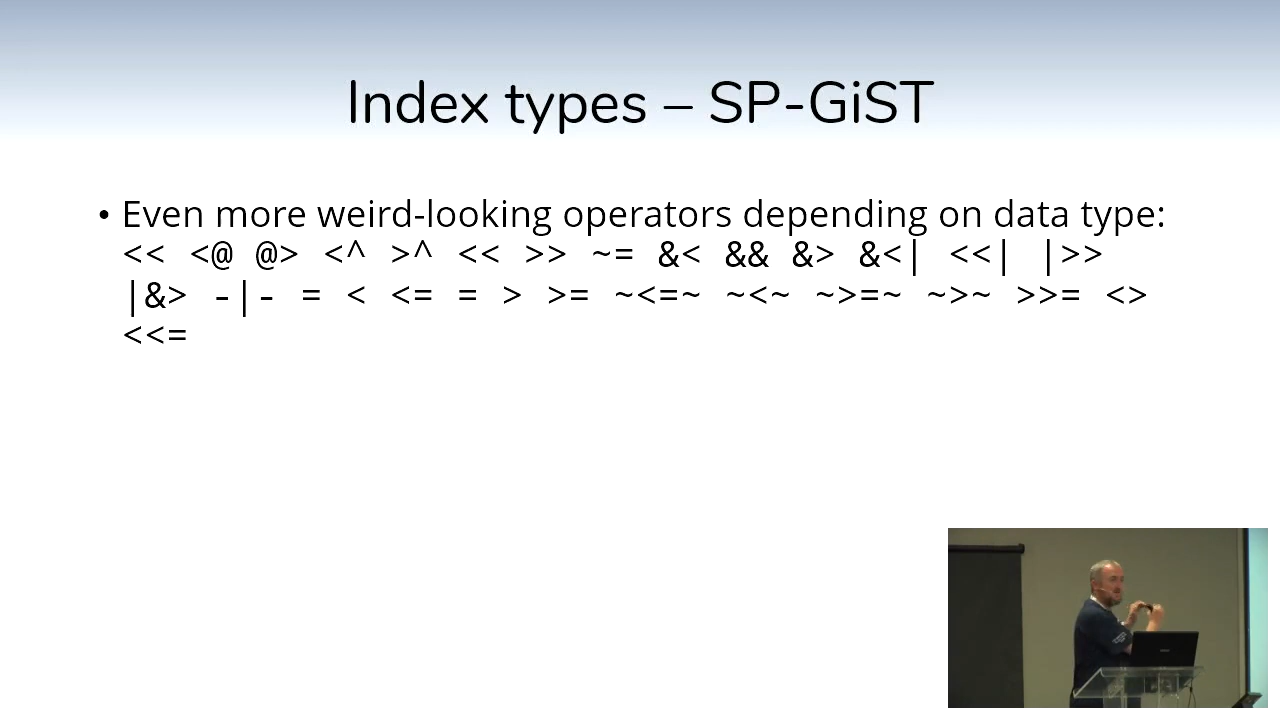 Index types – SP-GiST
• Even more weird-looking operators depending on data type:
<< <@ @> <^ >^ << >> ~= &< && &> &<| <<| |>>
|&> -|- = < <= = > >= ~<=~ ~<~ ~>=~ ~>~ >>= <>
<<=